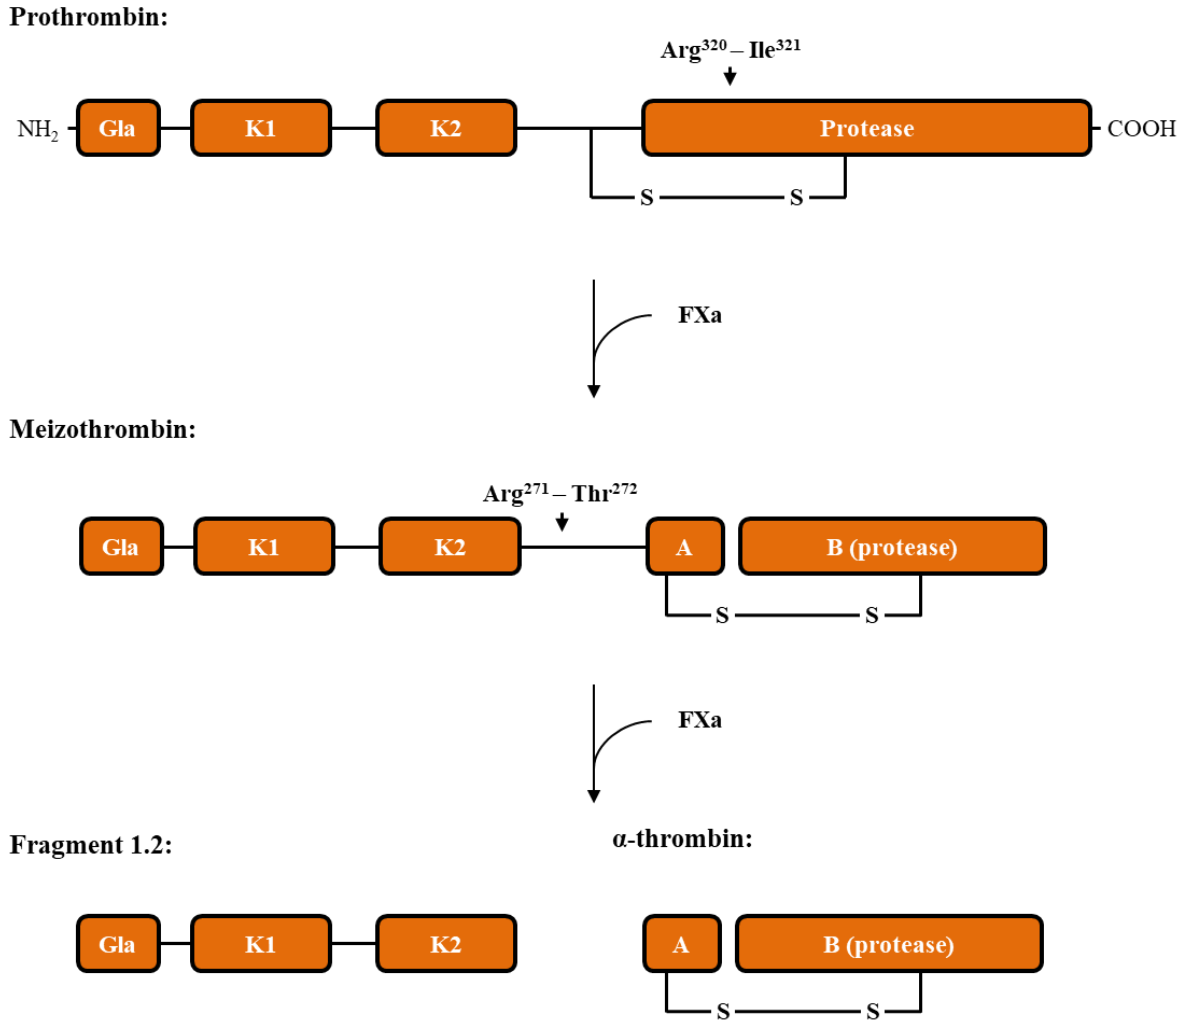 Prothrombin:
Arg³²⁰ – Ile³²¹
NH₂ Gla K1 K2 Protease COOH
S S
FXa
Meizothrombin:
Arg²⁷¹ – Thr²⁷²
Gla K1 K2 A B (protease)
S S
FXa
Fragment 1.2: α-thrombin:
Gla K1 K2 A B (protease)
S S